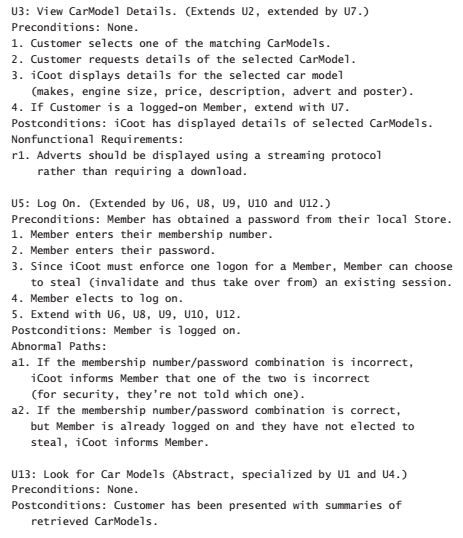 U3: View CarModel Details. (Extends U2, extended by U7.)
Preconditions: None.
1. Customer selects one of the matching CarModels.
2. Customer requests details of the selected CarModel.
3. iCoot displays details for the selected car model
(makes, engine size, price, description, advert and poster).
4. If Customer is a logged-on Member, extend with U7.
Postconditions: iCoot has displayed details of selected CarModels.
Nonfunctional Requirements:
r1. Adverts should be displayed using a streaming protocol
rather than requiring a download.

U5: Log On. (Extended by U6, U8, U9, U10 and U12.)
Preconditions: Member has obtained a password from their local Store.
1. Member enters their membership number.
2. Member enters their password.
3. Since iCoot must enforce one logon for a Member, Member can choose
to steal (invalidate and thus take over from) an existing session.
4. Member elects to log on.
5. Extend with U6, U8, U9, U10, U12.
Postconditions: Member is logged on.
Abnormal Paths:
a1. If the membership number/password combination is incorrect,
iCoot informs Member that one of the two is incorrect
(for security, they're not told which one).
a2. If the membership number/password combination is correct,
but Member is already logged on and they have not elected to
steal, iCoot informs Member.

U13: Look for Car Models (Abstract, specialized by U1 and U4.)
Preconditions: None.
Postconditions: Customer has been presented with summaries of
retrieved CarModels.